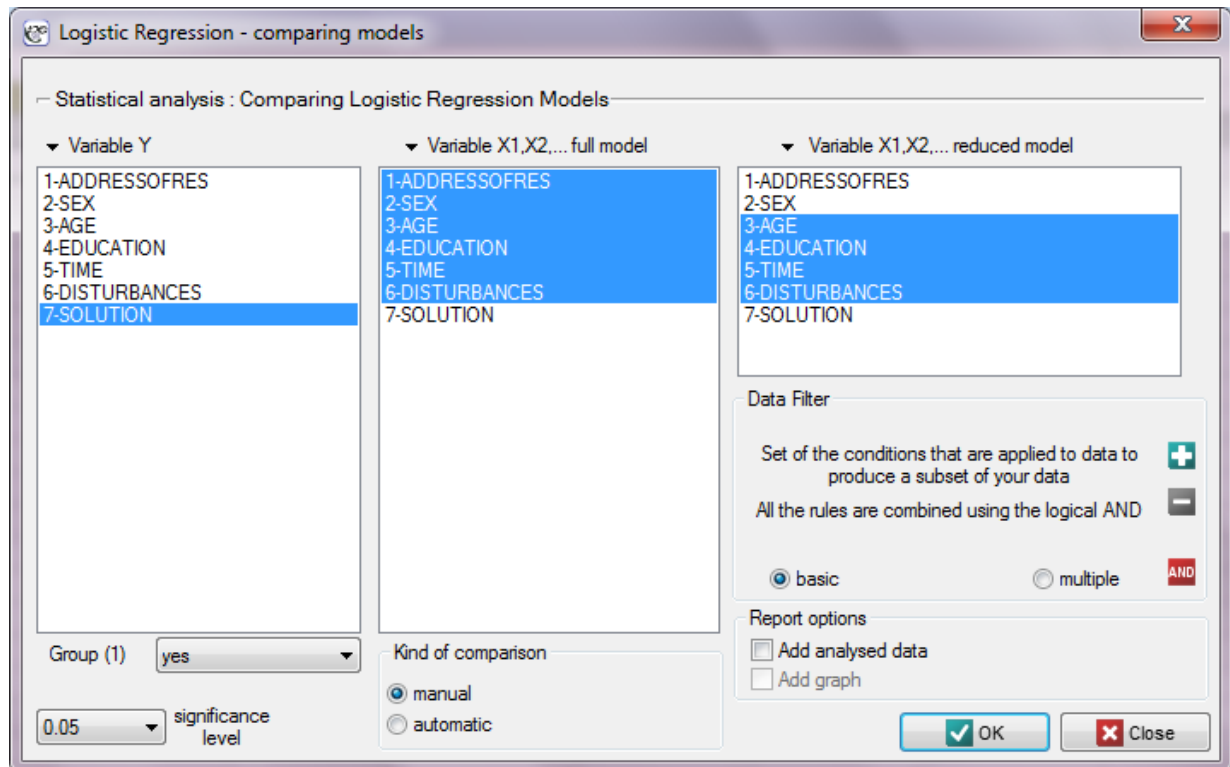 Logistic Regression - comparing models
Statistical analysis : Comparing Logistic Regression Models
Variable Y
1-ADDRESSOFRES
2-SEX
3-AGE
4-EDUCATION
5-TIME
6-DISTURBANCES
7-SOLUTION
Group (1)
yes
0.05
significance
level
Variable X1,X2,... full model
1-ADDRESSOFRES
2-SEX
3-AGE
4-EDUCATION
5-TIME
6-DISTURBANCES
7-SOLUTION
Kind of comparison
manual
automatic
Variable X1,X2,... reduced model
1-ADDRESSOFRES
2-SEX
3-AGE
4-EDUCATION
5-TIME
6-DISTURBANCES
7-SOLUTION
Data Filter
Set of the conditions that are applied to data to
produce a subset of your data
All the rules are combined using the logical AND
basic
multiple
AND
Report options
Add analysed data
Add graph
OK
Close